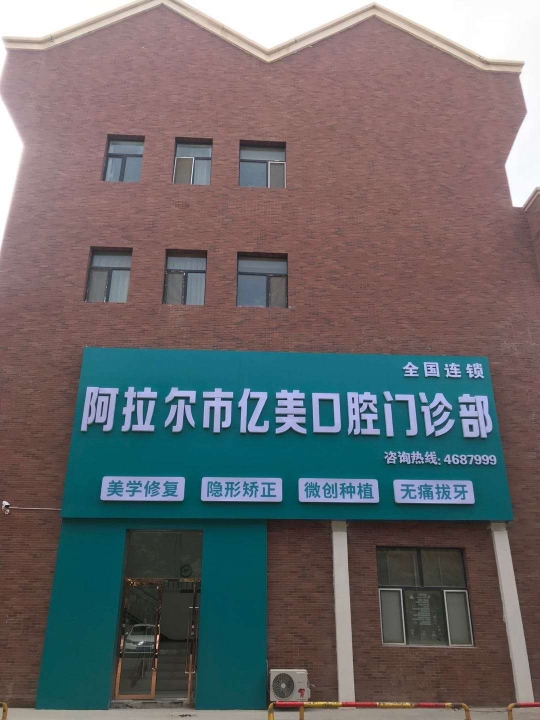 全国连锁
阿拉尔市亿美口腔门诊部
咨询热线: 4687999
美学修复 隐形矫正 微创种植 无痛拔牙